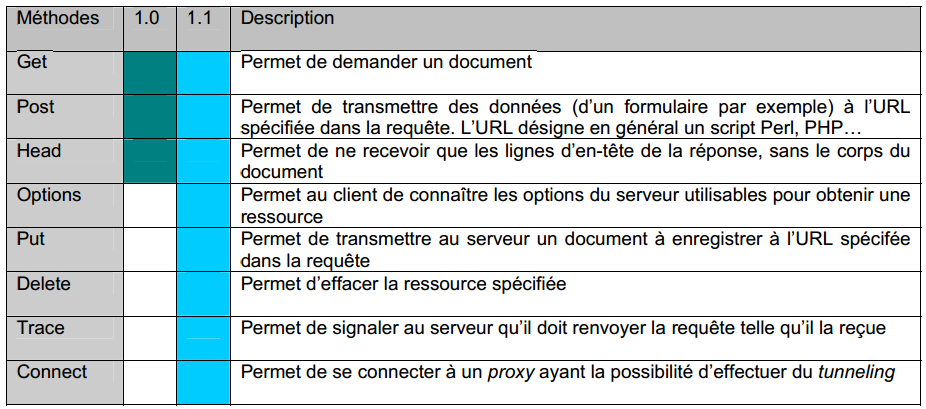 Méthodes 1.0 1.1 Description
Get Permet de demander un document
Post Permet de transmettre des données (d’un formulaire par exemple) à l’URL
spécifiée dans la requête. L’URL désigne en général un script Perl, PHP…
Head Permet de ne recevoir que les lignes d’en-tête de la réponse, sans le corps du
document
Options Permet au client de connaître les options du serveur utilisables pour obtenir une
ressource
Put Permet de transmettre au serveur un document à enregistrer à l’URL spécifée
dans la requête
Delete Permet d’effacer la ressource spécifiée
Trace Permet de signaler au serveur qu’il doit renvoyer la requête telle qu’il la reçue
Connect Permet de se connecter à un proxy ayant la possibilité d’effectuer du tunneling